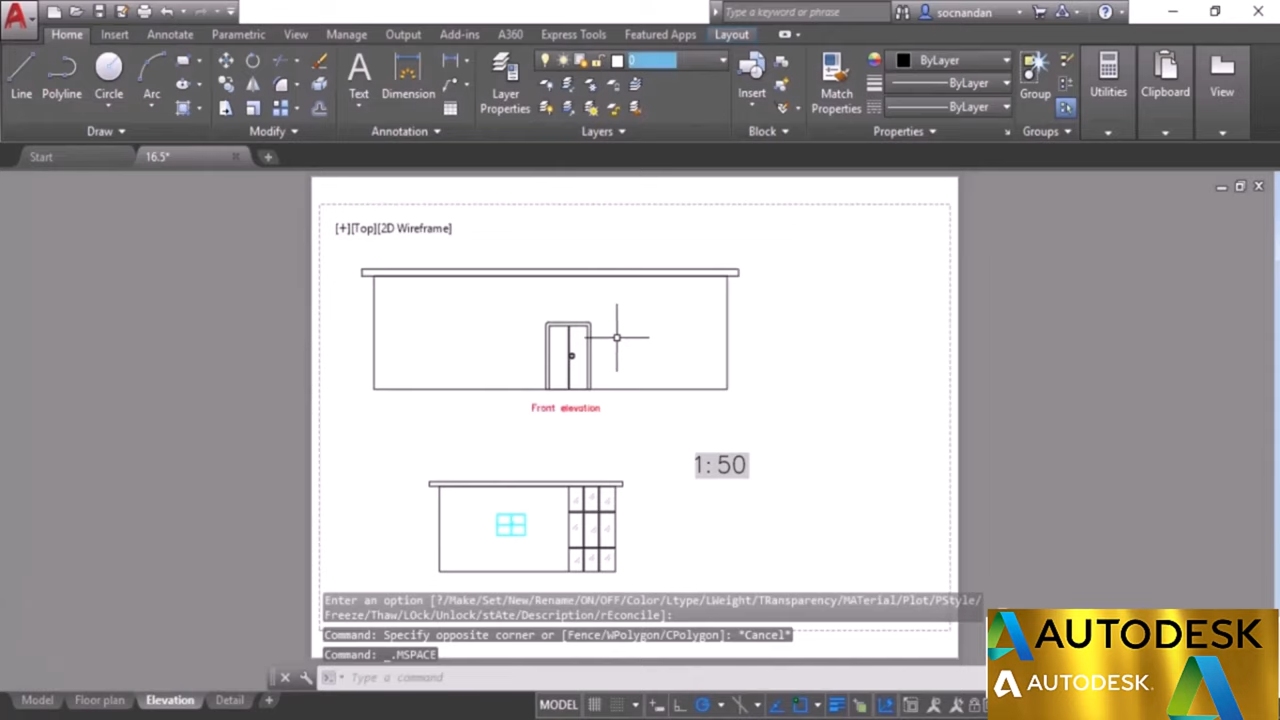 Type a keyword or phrase
socnandan
Home Insert Annotate Parametric View Manage Output Add-ins A360 Express Tools Featured Apps Layout
0
ByLayer
ByLayer
ByLayer
Line Polyline Circle Arc Text Dimension Layer Properties Insert Match Properties Group Utilities Clipboard View
Draw Modify Annotation Layers Block Properties Groups
Start 16.5*
[+][Top][2D Wireframe]
Front elevation
1:50
Enter an option [?/Make/Set/New/Rename/ON/OFF/Color/Ltype/LWeight/TRansparency/MATerial/Plot/PStyle/
Freeze/Thaw/LOck/Unlock/stAte/Description/rEconcile]:
Command: Specify opposite corner or [Fence/WPolygon/CPolygon]: *Cancel*
Command: _.MSPACE
Type a command
Model Floor plan Elevation Detail
MODEL
AUTODESK
AUTODESK.